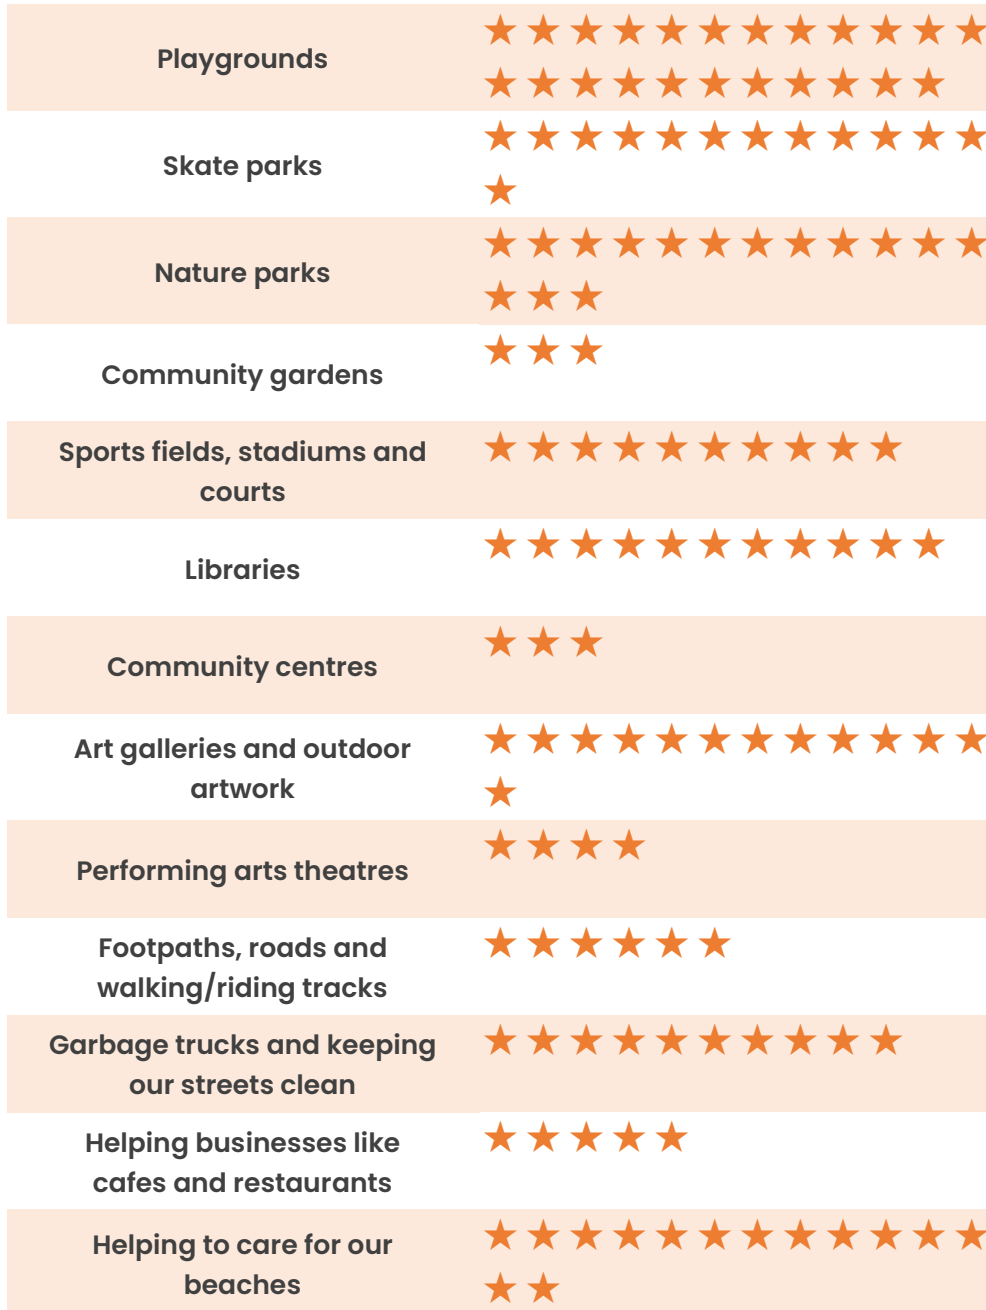 Playgrounds
Skate parks
Nature parks
Community gardens
Sports fields, stadiums and
courts
Libraries
Community centres
Art galleries and outdoor
artwork
Performing arts theatres
Footpaths, roads and
walking/riding tracks
Garbage trucks and keeping
our streets clean
Helping businesses like
cafes and restaurants
Helping to care for our
beaches